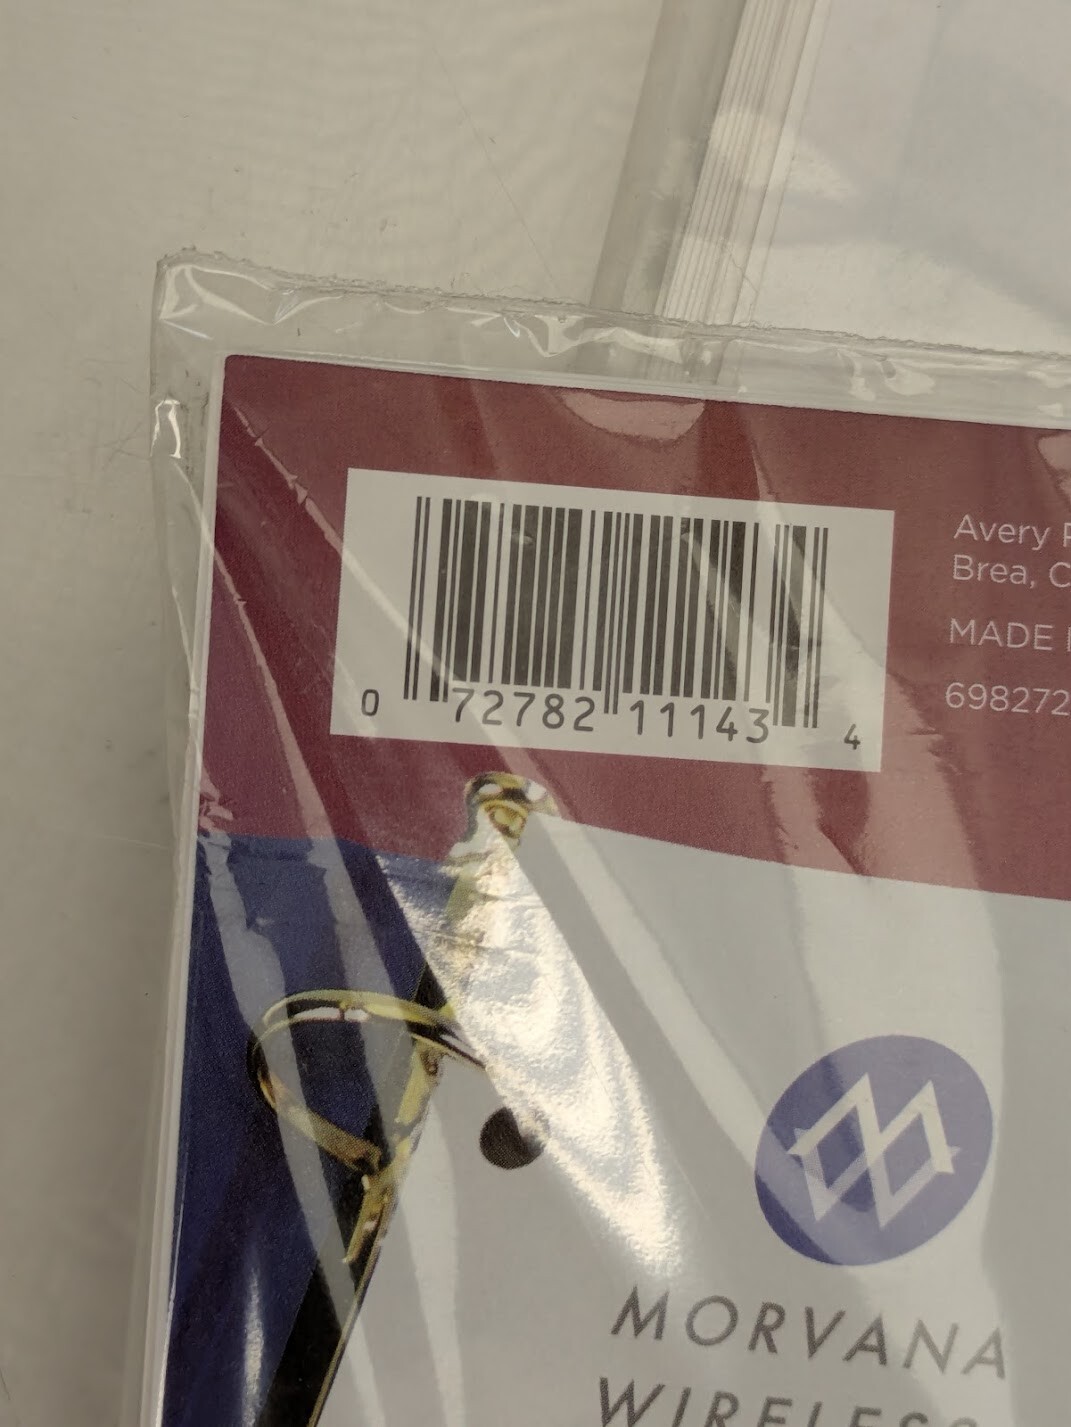 0 72782 11143 4
Avery
Brea,
MADE
698272
MORVANA